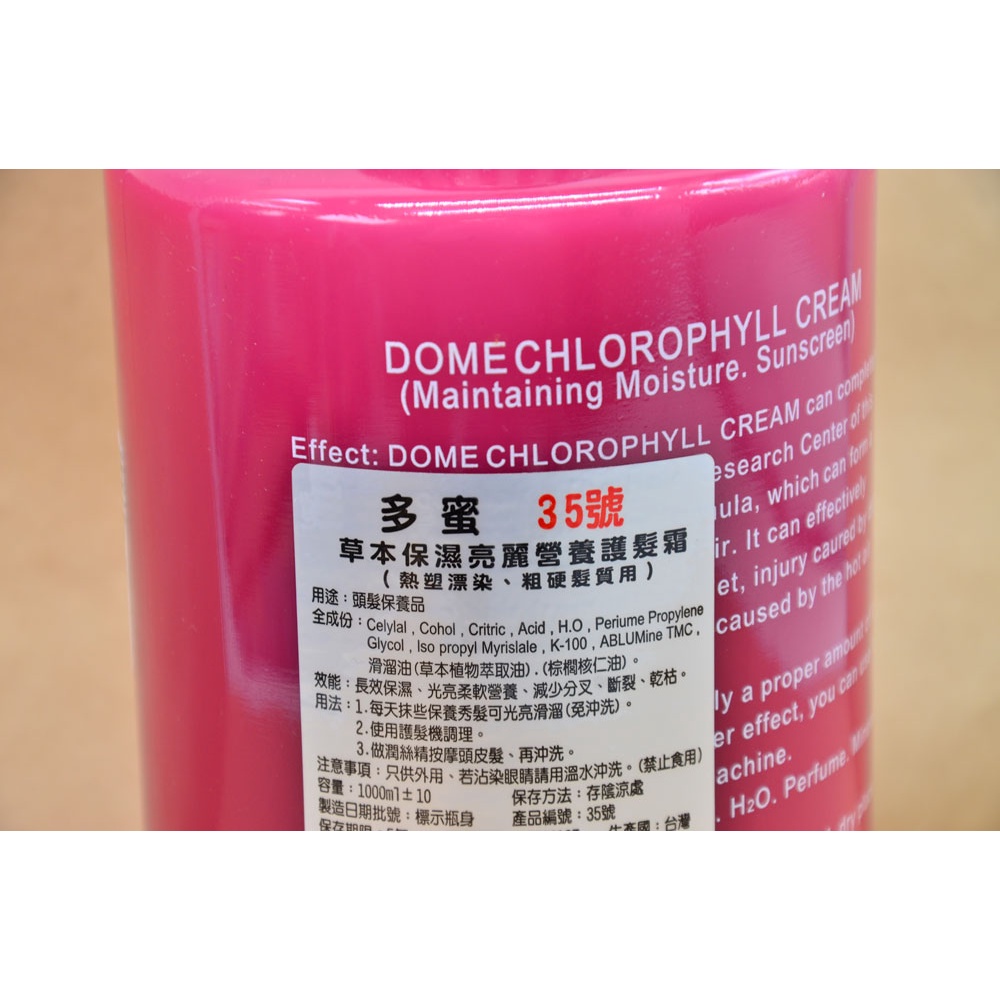 DOME CHLOROPHYLL CREAM
(Maintaining Moisture. Sunscreen)
Effect: DOME CHLOROPHYLL CREAM can
esearch Center of
ula, which can form
ir. It can effectively
et, injury caured by
caused by the hot
ly a proper amount
er effect, you can
achine.
. H₂O. Perfume.
多蜜 35號
草本保濕亮麗營養護髮霜
(熱塑漂染、粗硬髮質用)
用途：頭髮保養品
全成份：Celylal , Cohol , Critric , Acid , H.O , Periume Propylene
Glycol , Iso propyl Myrislale , K-100 , ABLUMine TMC ,
滑溜油(草本植物萃取油) . (棕櫚核仁油)。
效能：長效保濕、光亮柔軟營養、減少分叉、斷裂、乾枯。
用法：1.每天抹些保養秀髮可光亮滑溜(免沖洗)。
2.使用護髮機調理。
3.做潤絲精按摩頭皮髮、再沖洗。
注意事項：只供外用、若沾染眼睛請用溫水沖洗。(禁止食用)
容量：1000ml±10 保存方法：存陰涼處
製造日期批號：標示瓶身 產品編號：35號
生產國：台灣